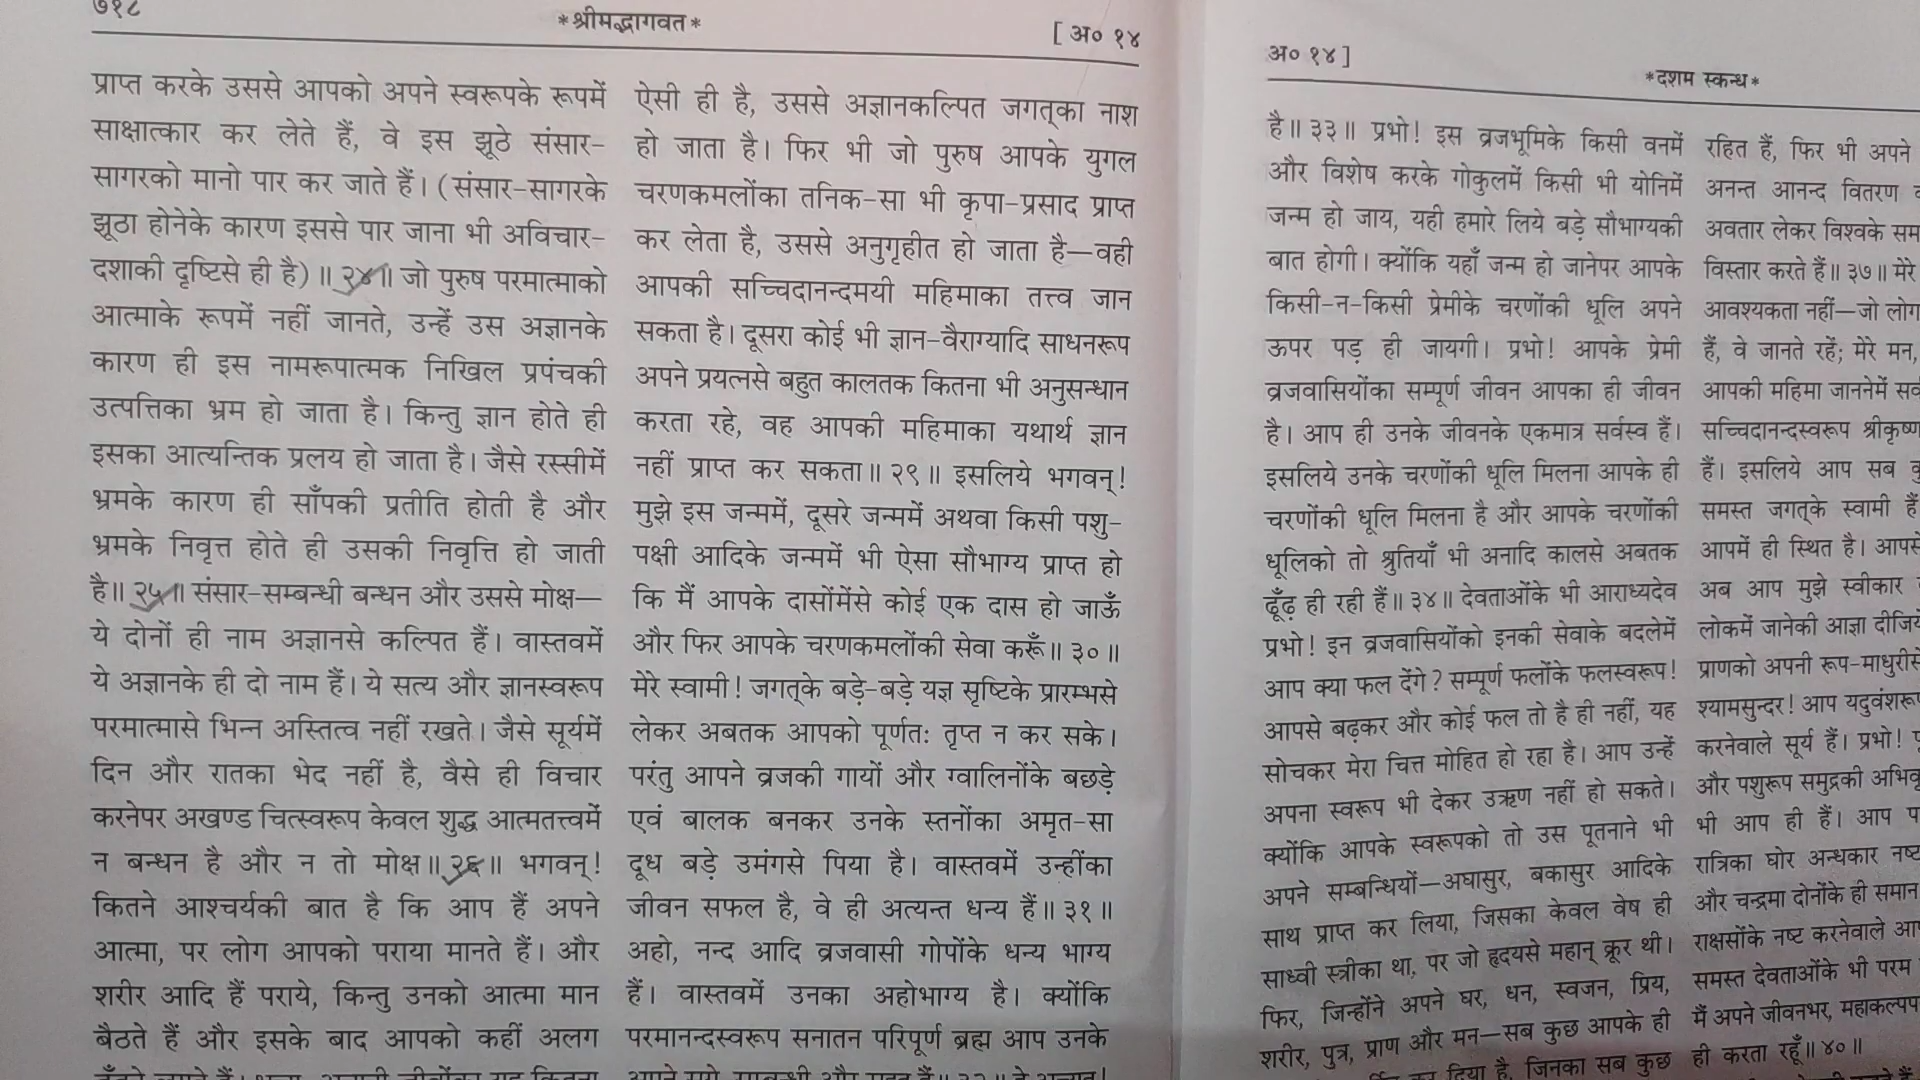 ७१८
*श्रीमद्भागवत*
[ अ० १४
प्राप्त करके उससे आपको अपने स्वरूपके रूपमें
साक्षात्कार कर लेते हैं, वे इस झूठे संसार-
सागरको मानो पार कर जाते हैं। (संसार-सागरके
झूठा होनेके कारण इससे पार जाना भी अविचार-
दशाकी दृष्टिसे ही है) ॥ २४॥ जो पुरुष परमात्माको
आत्माके रूपमें नहीं जानते, उन्हें उस अज्ञानके
कारण ही इस नामरूपात्मक निखिल प्रपंचकी
उत्पत्तिका भ्रम हो जाता है। किन्तु ज्ञान होते ही
इसका आत्यन्तिक प्रलय हो जाता है। जैसे रस्सीमें
भ्रमके कारण ही साँपकी प्रतीति होती है और
भ्रमके निवृत्त होते ही उसकी निवृत्ति हो जाती
है॥ २५॥ संसार-सम्बन्धी बन्धन और उससे मोक्ष—
ये दोनों ही नाम अज्ञानसे कल्पित हैं। वास्तवमें
ये अज्ञानके ही दो नाम हैं। ये सत्य और ज्ञानस्वरूप
परमात्मासे भिन्न अस्तित्व नहीं रखते। जैसे सूर्यमें
दिन और रातका भेद नहीं है, वैसे ही विचार
करनेपर अखण्ड चित्स्वरूप केवल शुद्ध आत्मतत्त्वमें
न बन्धन है और न तो मोक्ष॥ २६॥ भगवन्!
कितने आश्चर्यकी बात है कि आप हैं अपने
आत्मा, पर लोग आपको पराया मानते हैं। और
शरीर आदि हैं पराये, किन्तु उनको आत्मा मान
बैठते हैं और इसके बाद आपको कहीं अलग
ऐसी ही है, उससे अज्ञानकल्पित जगत्‌का नाश
हो जाता है। फिर भी जो पुरुष आपके युगल
चरणकमलोंका तनिक-सा भी कृपा-प्रसाद प्राप्त
कर लेता है, उससे अनुगृहीत हो जाता है—वही
आपकी सच्चिदानन्दमयी महिमाका तत्त्व जान
सकता है। दूसरा कोई भी ज्ञान-वैराग्यादि साधनरूप
अपने प्रयत्नसे बहुत कालतक कितना भी अनुसन्धान
करता रहे, वह आपकी महिमाका यथार्थ ज्ञान
नहीं प्राप्त कर सकता॥ २९॥ इसलिये भगवन्!
मुझे इस जन्ममें, दूसरे जन्ममें अथवा किसी पशु-
पक्षी आदिके जन्ममें भी ऐसा सौभाग्य प्राप्त हो
कि मैं आपके दासोंमेंसे कोई एक दास हो जाऊँ
और फिर आपके चरणकमलोंकी सेवा करूँ॥ ३०॥
मेरे स्वामी! जगत्‌के बड़े-बड़े यज्ञ सृष्टिके प्रारम्भसे
लेकर अबतक आपको पूर्णतः तृप्त न कर सके।
परंतु आपने व्रजकी गायों और ग्वालिनोंके बछड़े
एवं बालक बनकर उनके स्तनोंका अमृत-सा
दूध बड़े उमंगसे पिया है। वास्तवमें उन्हींका
जीवन सफल है, वे ही अत्यन्त धन्य हैं॥ ३१॥
अहो, नन्द आदि व्रजवासी गोपोंके धन्य भाग्य
हैं। वास्तवमें उनका अहोभाग्य है। क्योंकि
परमानन्दस्वरूप सनातन परिपूर्ण ब्रह्म आप उनके
अ० १४ ]
*दशम स्कन्ध*
है॥ ३३॥ प्रभो! इस व्रजभूमिके किसी वनमें
और विशेष करके गोकुलमें किसी भी योनिमें
जन्म हो जाय, यही हमारे लिये बड़े सौभाग्यकी
बात होगी। क्योंकि यहाँ जन्म हो जानेपर आपके
किसी-न-किसी प्रेमीके चरणोंकी धूलि अपने
ऊपर पड़ ही जायगी। प्रभो! आपके प्रेमी
व्रजवासियोंका सम्पूर्ण जीवन आपका ही जीवन
है। आप ही उनके जीवनके एकमात्र सर्वस्व हैं।
इसलिये उनके चरणोंकी धूलि मिलना आपके ही
चरणोंकी धूलि मिलना है और आपके चरणोंकी
धूलिको तो श्रुतियाँ भी अनादि कालसे अबतक
ढूँढ़ ही रही हैं॥ ३४॥ देवताओंके भी आराध्यदेव
प्रभो! इन व्रजवासियोंको इनकी सेवाके बदलेमें
आप क्या फल देंगे? सम्पूर्ण फलोंके फलस्वरूप!
आपसे बढ़कर और कोई फल तो है ही नहीं, यह
सोचकर मेरा चित्त मोहित हो रहा है। आप उन्हें
अपना स्वरूप भी देकर उऋण नहीं हो सकते।
क्योंकि आपके स्वरूपको तो उस पूतनाने भी
अपने सम्बन्धियों—अघासुर, बकासुर आदिके
साथ प्राप्त कर लिया, जिसका केवल वेष ही
साध्वी स्त्रीका था, पर जो हृदयसे महान् क्रूर थी।
फिर, जिन्होंने अपने घर, धन, स्वजन, प्रिय,
शरीर, पुत्र, प्राण और मन—सब कुछ आपके ही
दिया है, जिनका सब कुछ
रहित हैं, फिर भी अपने
अनन्त आनन्द वितरण
अवतार लेकर विश्वके
विस्तार करते हैं॥ ३७॥ मेरे
आवश्यकता नहीं—जो लोग
हैं, वे जानते रहें; मेरे मन,
आपकी महिमा जाननेमें
सच्चिदानन्दस्वरूप श्रीकृष्ण
हैं। इसलिये आप सब
समस्त जगत्‌के स्वामी हैं
आपमें ही स्थित है।
अब आप मुझे स्वीकार
लोकमें जानेकी आज्ञा
प्राणको अपनी रूप-माधुरीसे
श्यामसुन्दर! आप
करनेवाले सूर्य हैं। प्रभो!
और पशुरूप समुद्रकी
भी आप ही हैं। आप
रात्रिका घोर अन्धकार
और चन्द्रमा दोनोंके ही समान
राक्षसोंके नष्ट करनेवाले
समस्त देवताओंके भी परम
मैं अपने जीवनभर,
ही करता रहूँ॥ ४०॥